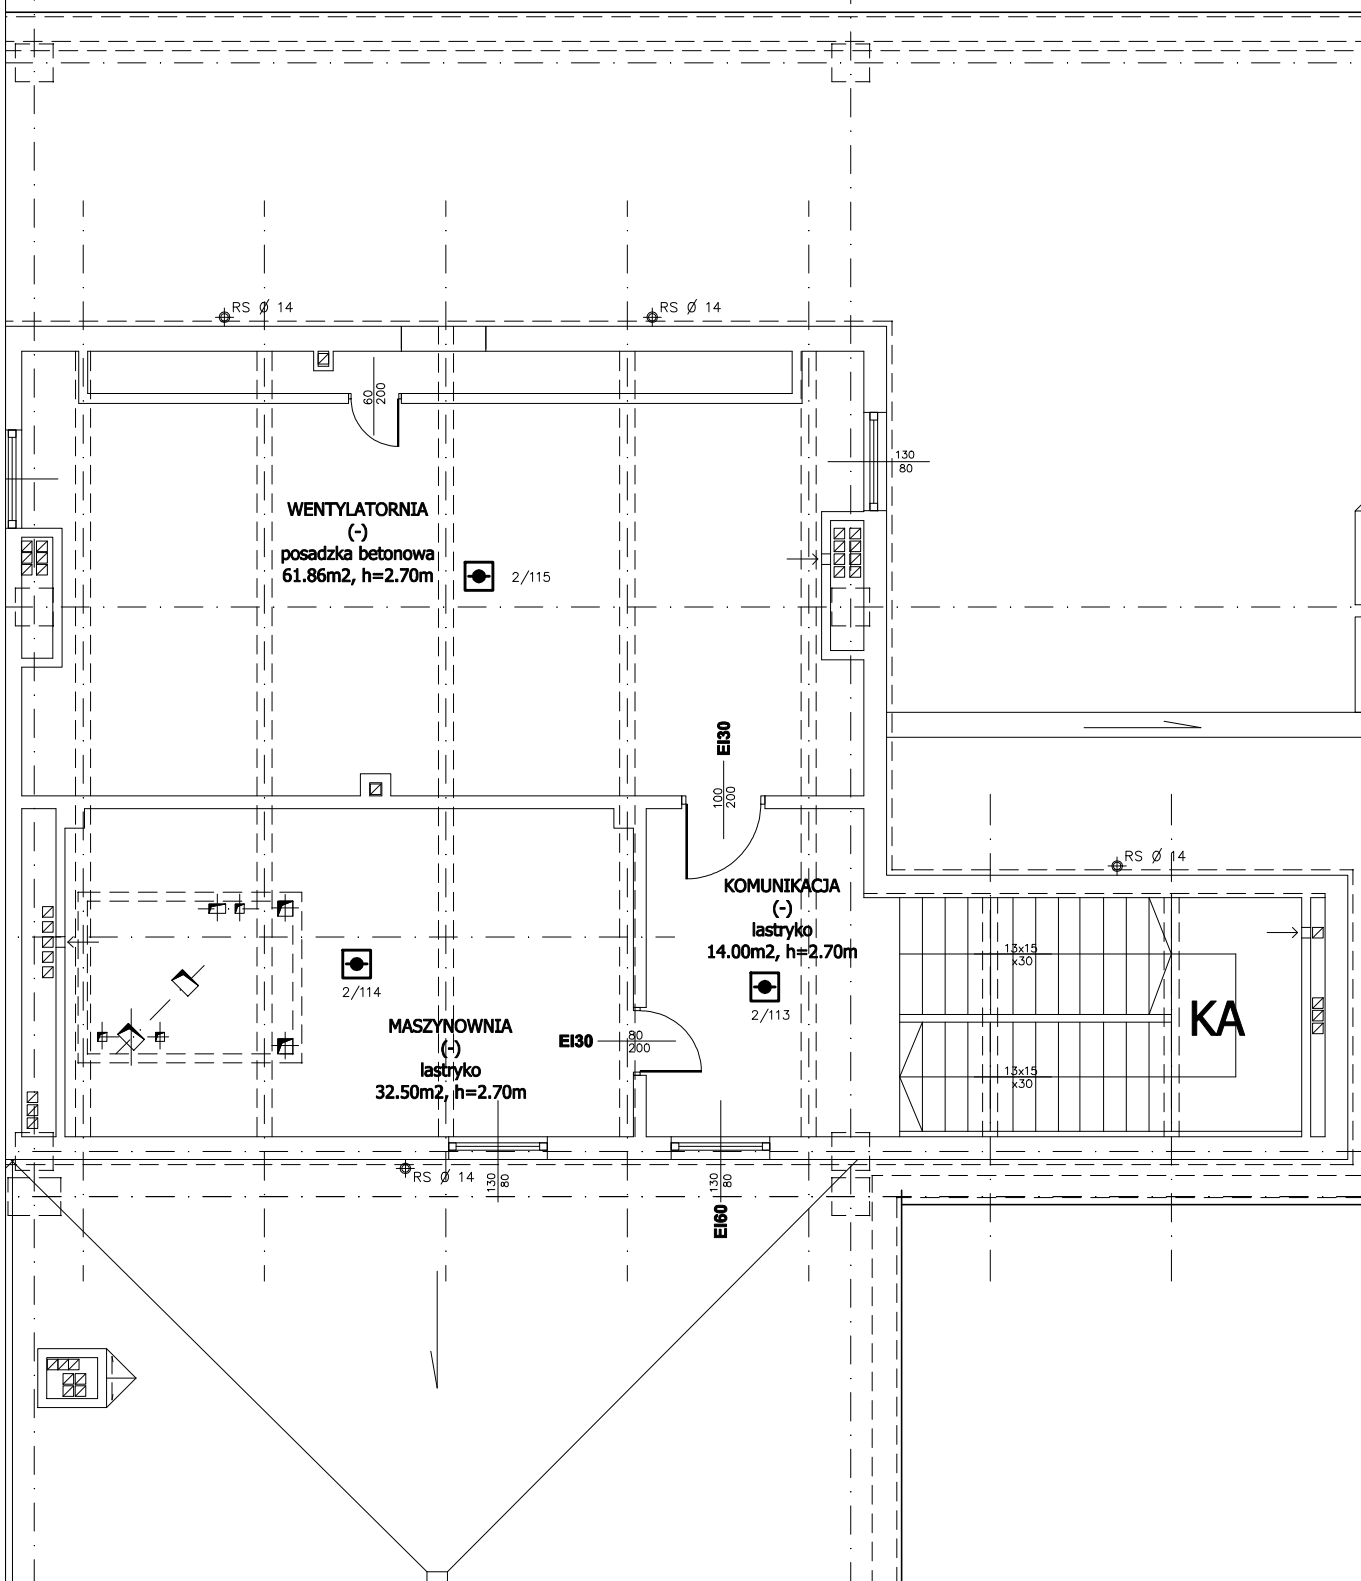 RS Ø 14
RS Ø 14
60
200
130
80
WENTYLATORNIA
(-)
posadzka betonowa
61.86m2, h=2.70m
2/115
EI30
100
200
RS Ø 14
KOMUNIKACJA
(-)
lastryko
14.00m2, h=2.70m
2/113
13x15
x30
KA
13x15
x30
2/114
MASZYNOWNIA
(-)
lastryko
32.50m2, h=2.70m
EI30
80
200
RS Ø 14
130
80
130
80
EI60